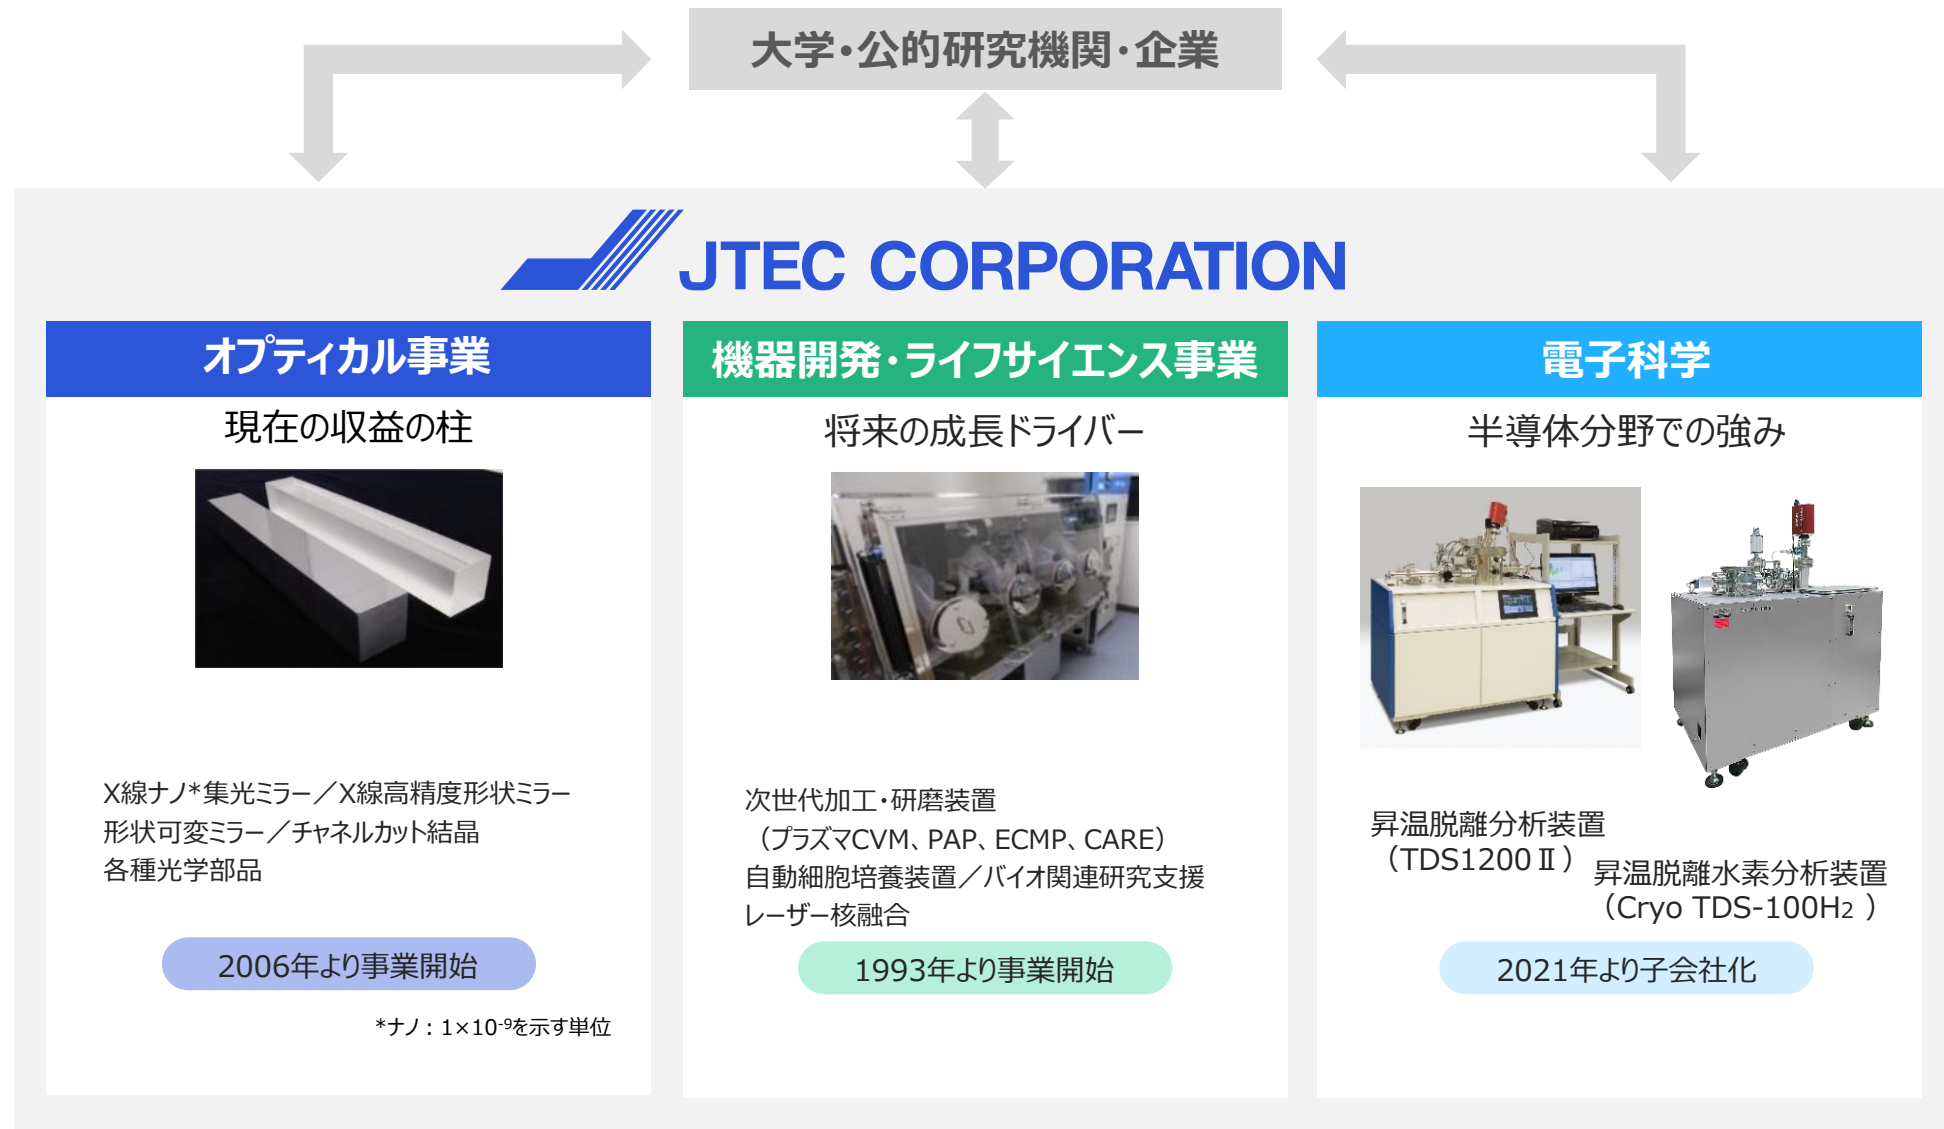 大学・公的研究機関・企業
JTEC CORPORATION
オプティカル事業
現在の収益の柱
X線ナノ*集光ミラー／X線高精度形状ミラー
形状可変ミラー／チャネルカット結晶
各種光学部品
2006年より事業開始
*ナノ：1×10⁻⁹を示す単位
機器開発・ライフサイエンス事業
将来の成長ドライバー
次世代加工・研磨装置
（プラズマCVM、PAP、ECMP、CARE）
自動細胞培養装置／バイオ関連研究支援
レーザー核融合
1993年より事業開始
電子科学
半導体分野での強み
昇温脱離分析装置
（TDS1200Ⅱ）
昇温脱離水素分析装置
（Cryo TDS-100H₂ ）
2021年より子会社化